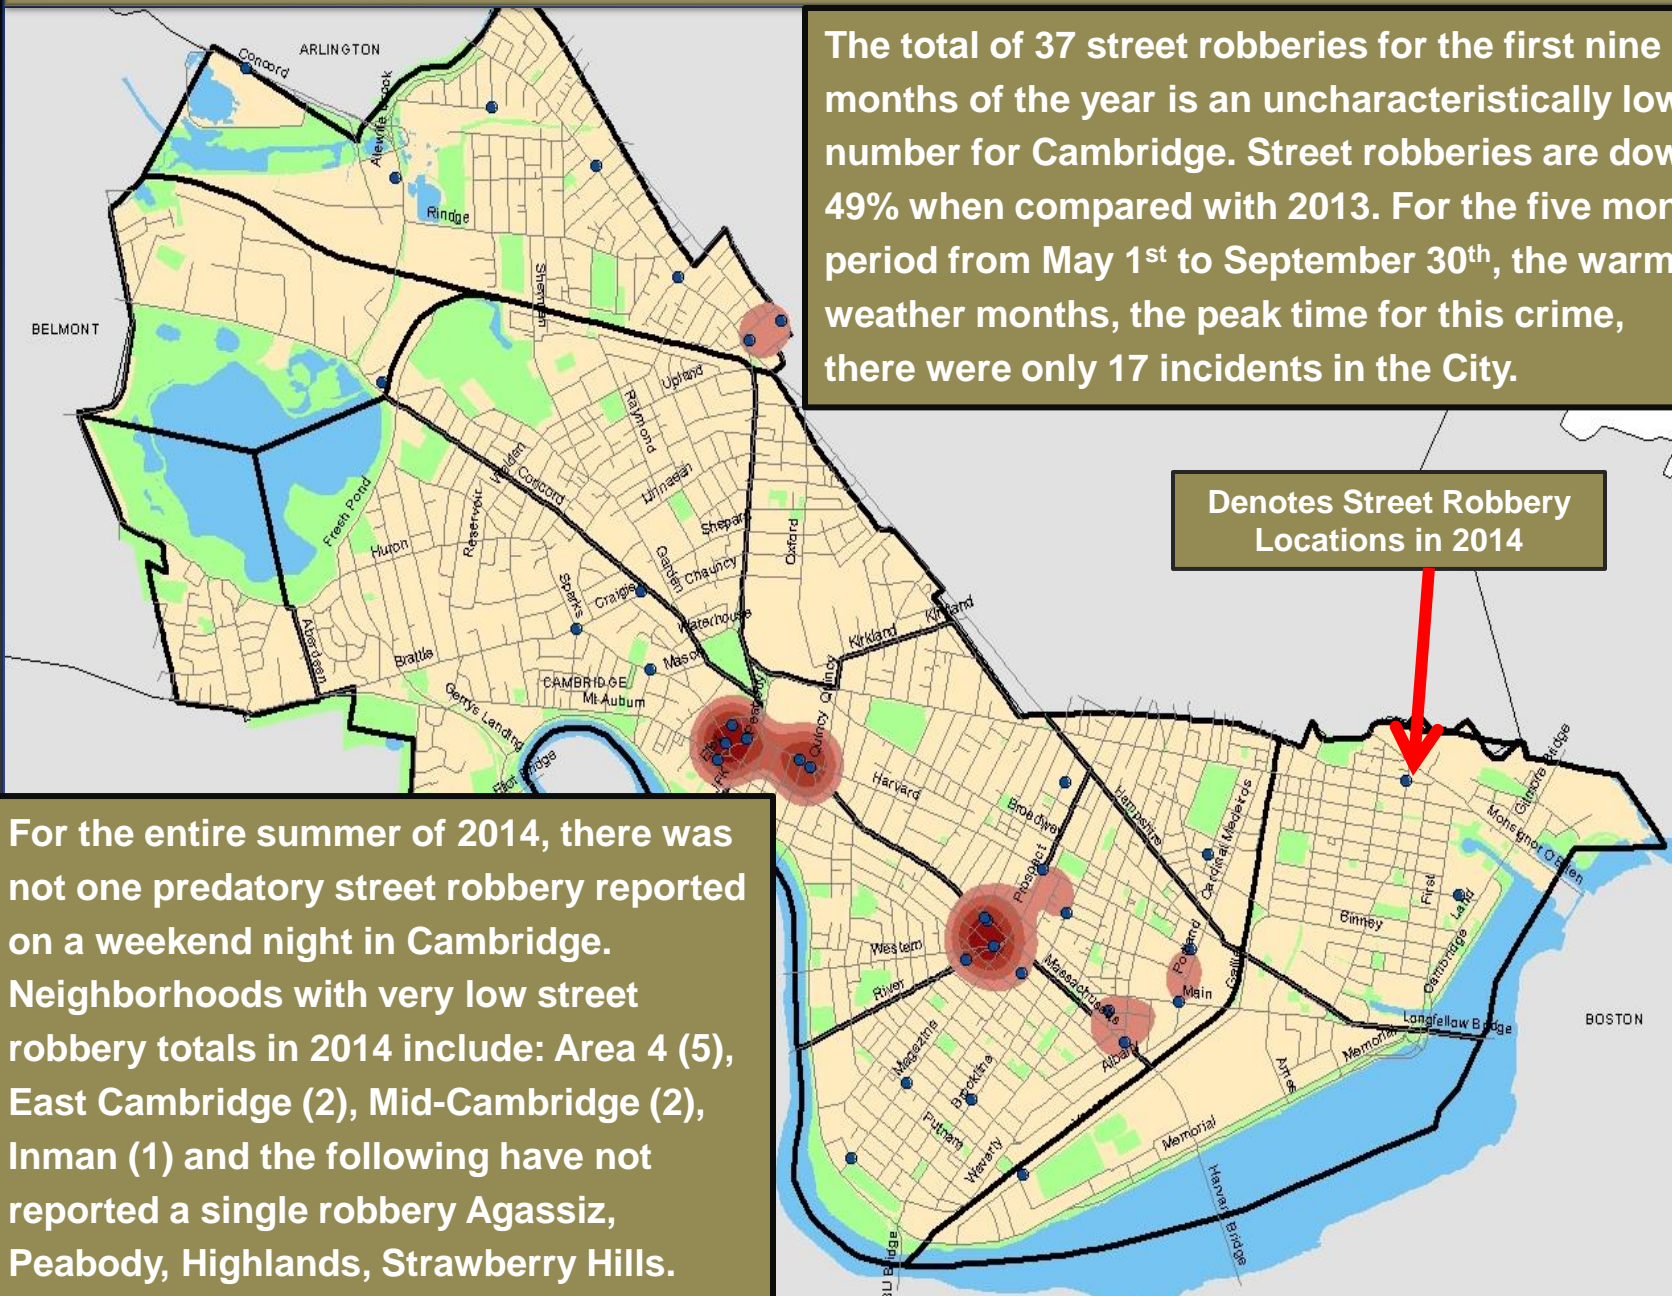 The total of 37 street robberies for the first nine
months of the year is an uncharacteristically low
number for Cambridge. Street robberies are dow
49% when compared with 2013. For the five mon
period from May 1st to September 30th, the warm
weather months, the peak time for this crime,
there were only 17 incidents in the City.
Denotes Street Robbery
Locations in 2014
For the entire summer of 2014, there was
not one predatory street robbery reported
on a weekend night in Cambridge.
Neighborhoods with very low street
robbery totals in 2014 include: Area 4 (5),
East Cambridge (2), Mid-Cambridge (2),
Inman (1) and the following have not
reported a single robbery Agassiz,
Peabody, Highlands, Strawberry Hills.
ARLINGTON
Concord
Alewife Brook
Rindge
Sherman
BELMONT
Upland
Raymond
Walden
Concord
Linnaean
Reservoir
Shepard
Oxford
Fresh Pond
Huron
Garden
Chauncy
Sparks
Craigie
Waterhouse
Kirkland
Kirkland
Aberdeen
Brattle
Mason
CAMBRIDGE
Mt Auburn
Peabody
Quincy
Quincy
Gerrys Landing
Eliot Bridge
Harvard
Broadway
Hampshire
Cardinal Medeiros
Gilmore Bridge
Monsignor O'Brien
Prospect
First
Land
Binney
Cambridge
Western
River
Massachusetts
Portland
Main
Galile
Longfellow Bridge
BOSTON
Magazine
Brookline
Albany
Ames
Memorial
Putnam
Waverly
Memorial
Harvard Bridge
BU Bridge